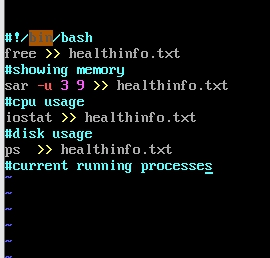 #!/bin/bash
free >> healthinfo.txt
#showing memory
sar -u 3 9 >> healthinfo.txt
#cpu usage
iostat >> healthinfo.txt
#disk usage
ps  >> healthinfo.txt
#current running processes
~
~
~
~
~